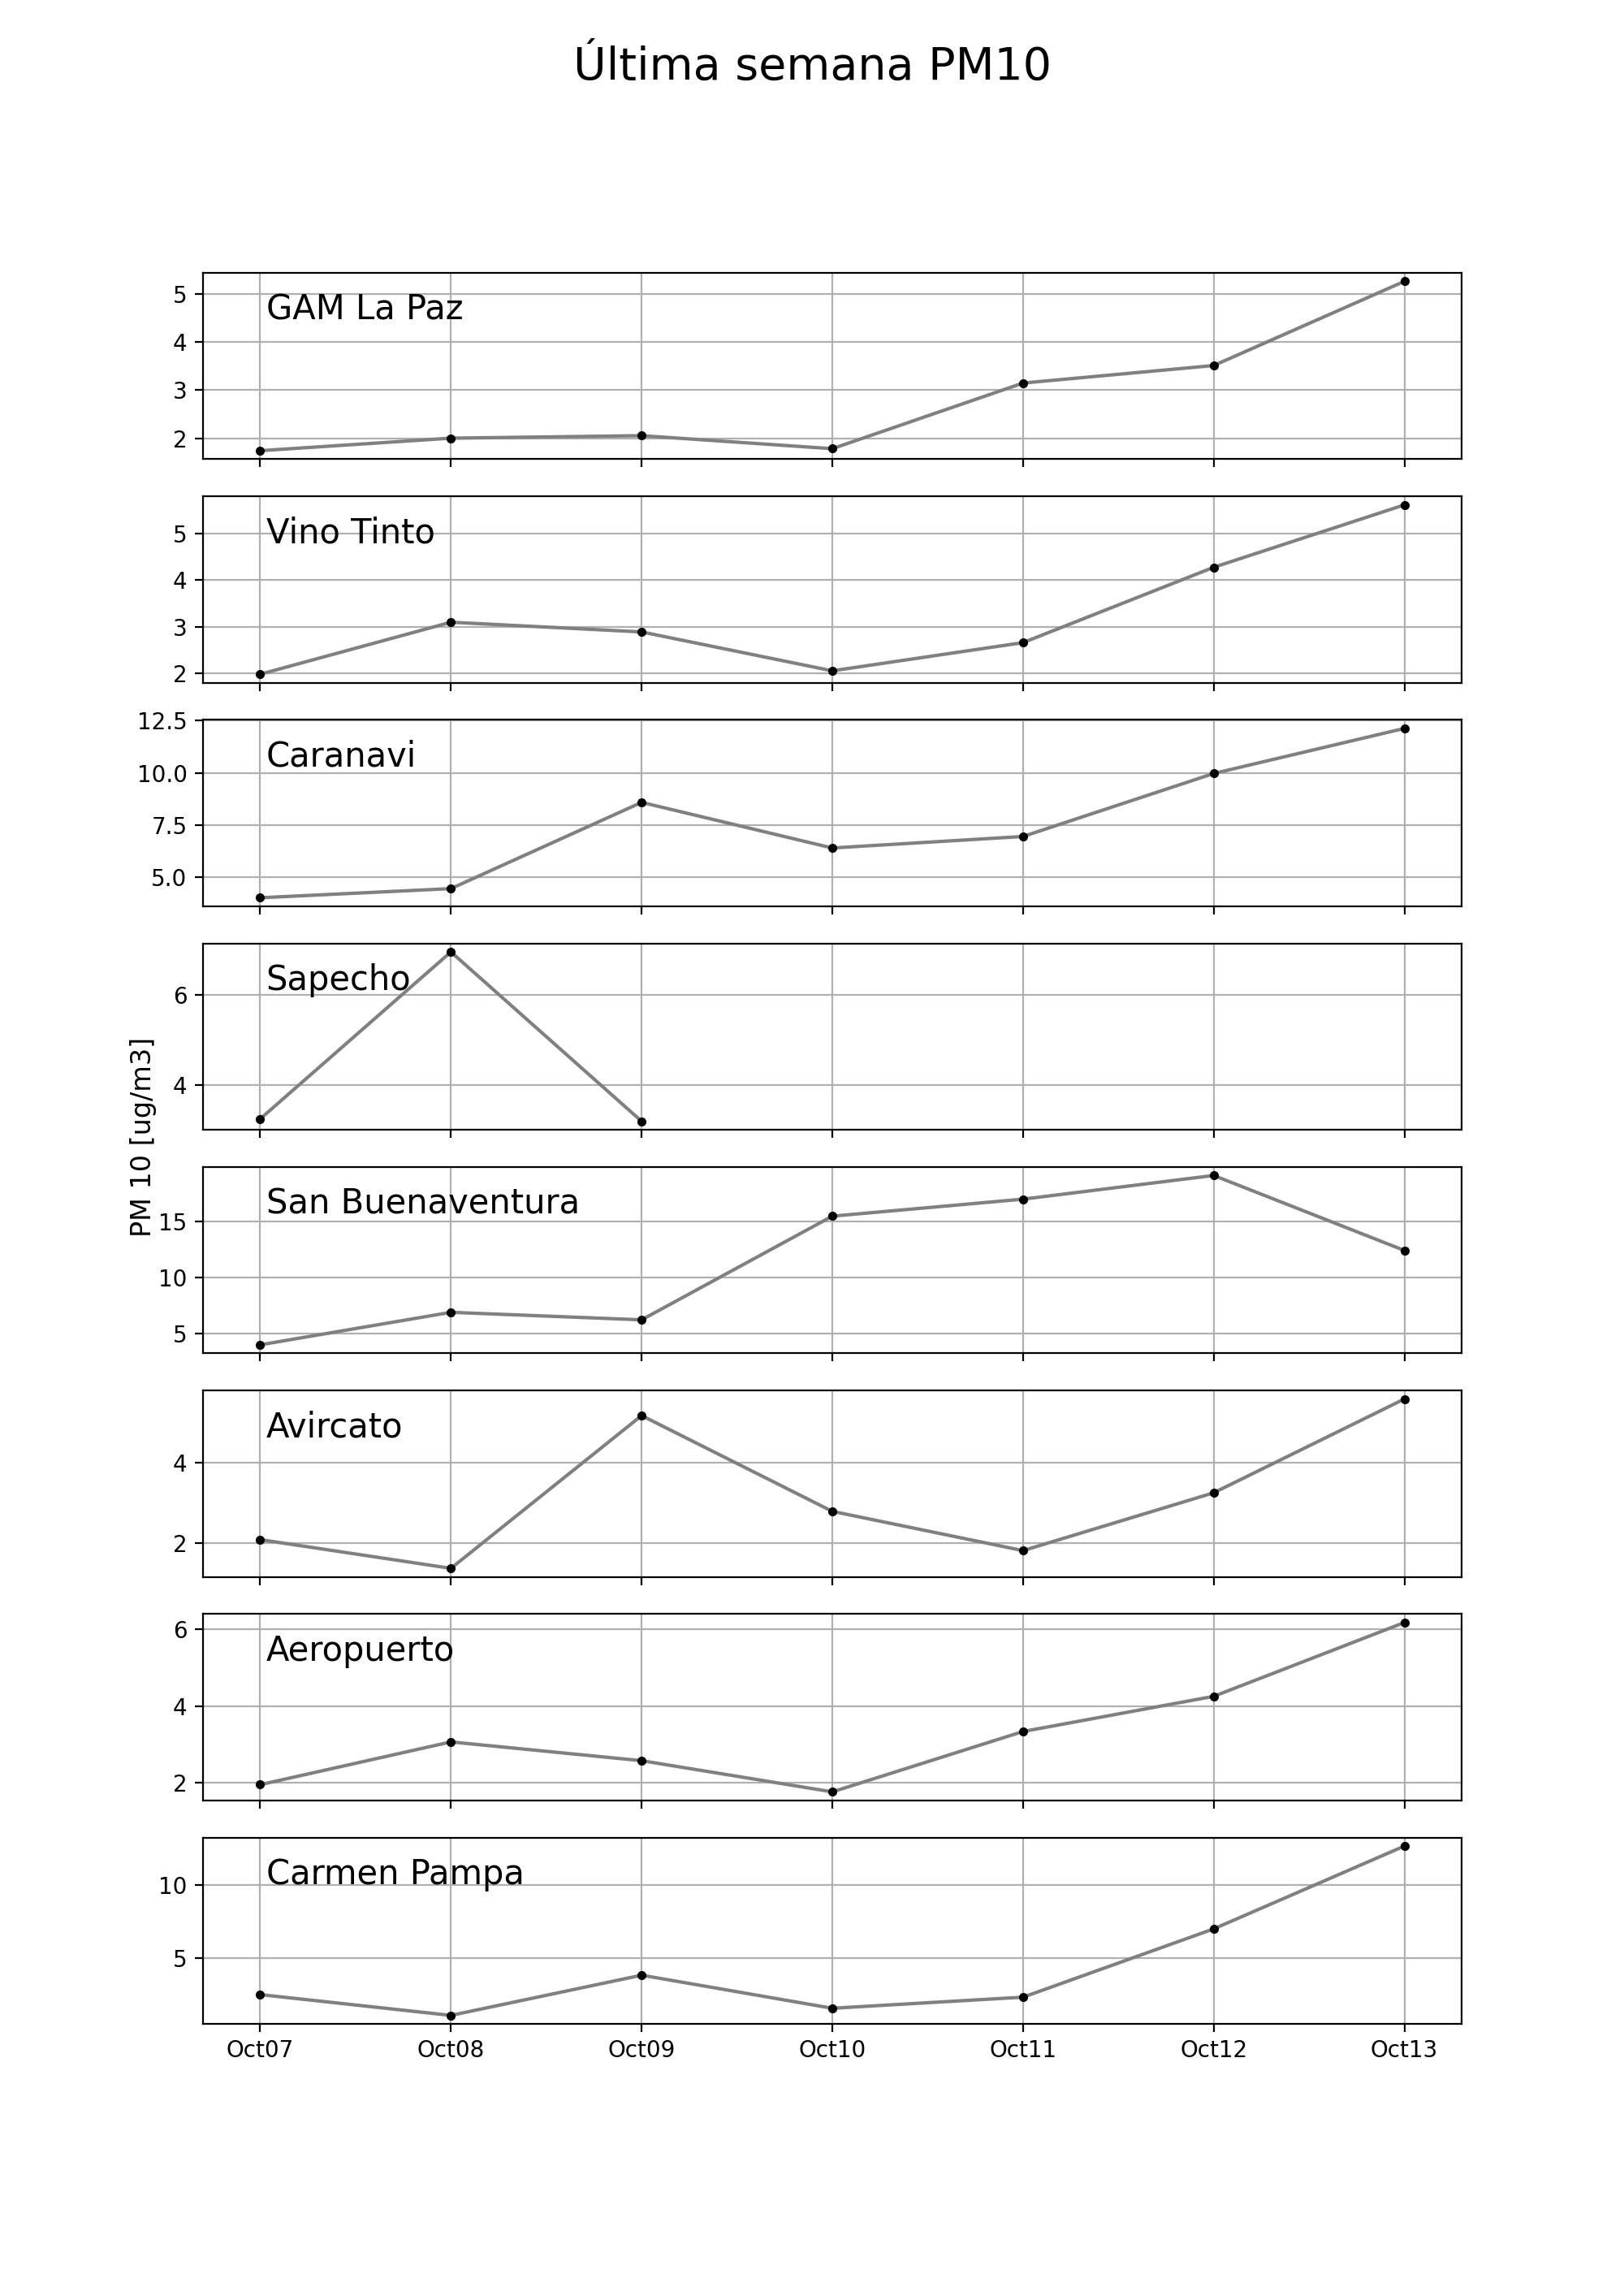 Última semana PM10
GAM La Paz
5
4
3
2
Vino Tinto
5
4
3
2
Caranavi
12.5
10.0
7.5
5.0
Sapecho
6
4
PM 10 [ug/m3]
San Buenaventura
15
10
5
Avircato
4
2
Aeropuerto
6
4
2
Carmen Pampa
10
5
Oct07 Oct08 Oct09 Oct10 Oct11 Oct12 Oct13